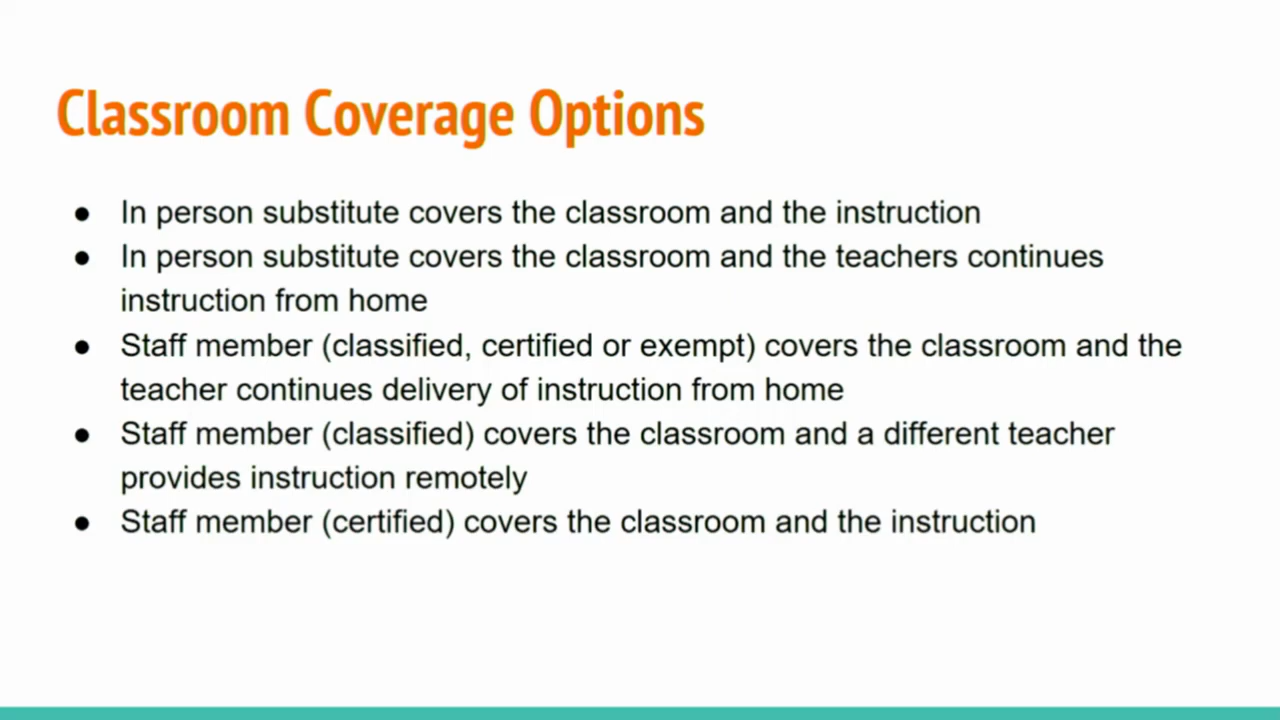 Classroom Coverage Options
● In person substitute covers the classroom and the instruction
● In person substitute covers the classroom and the teachers continues
instruction from home
● Staff member (classified, certified or exempt) covers the classroom and the
teacher continues delivery of instruction from home
● Staff member (classified) covers the classroom and a different teacher
provides instruction remotely
● Staff member (certified) covers the classroom and the instruction